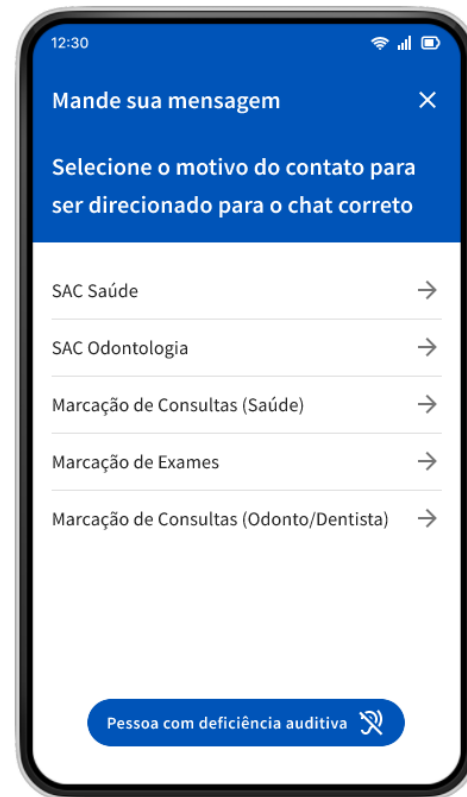 12:30
Mande sua mensagem
Selecione o motivo do contato para
ser direcionado para o chat correto
SAC Saúde
SAC Odontologia
Marcação de Consultas (Saúde)
Marcação de Exames
Marcação de Consultas (Odonto/Dentista)
Pessoa com deficiência auditiva